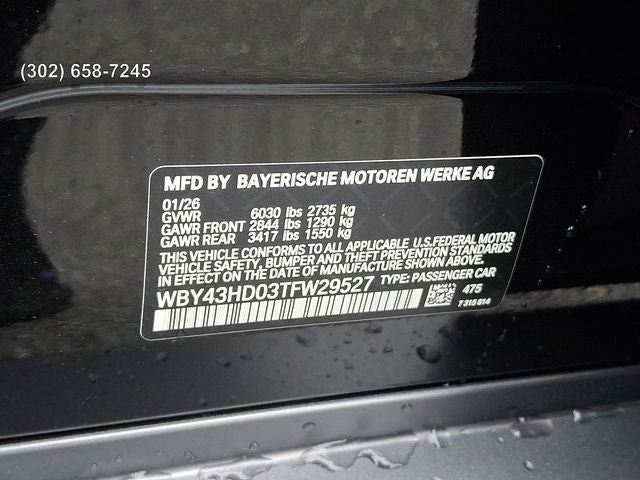 (302) 658-7245
MFD BY BAYERISCHE MOTOREN WERKE AG
01/26
GVWR 6030 lbs 2735 kg
GAWR FRONT 2844 lbs 1290 kg
GAWR REAR 3417 lbs 1550 kg
THIS VEHICLE CONFORMS TO ALL APPLICABLE U.S.FEDERAL MOTOR
VEHICLE SAFETY, BUMPER AND THEFT PREVENTION STANDARDS
IN EFFECT ON THE DATE OF MANUFACTURE SHOWN ABOVE.
WBY43HD03TFW29527 TYPE: PASSENGER CAR
475
7315814